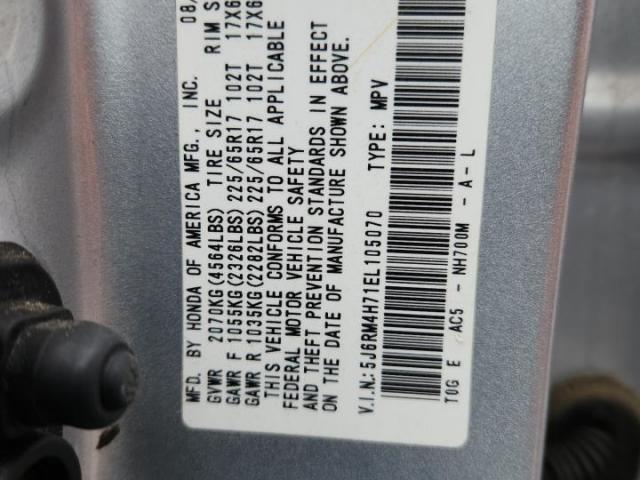 MFD. BY HONDA OF AMERICA MFG., INC. 08
GVWR 2070KG(4564LBS) TIRE SIZE RIM S
GAWR F 1055KG(2326LBS) 225/65R17 102T 17X6
GAWR R 1035KG(2282LBS) 225/65R17 102T 17X6
THIS VEHICLE CONFORMS TO ALL APPLICABLE
FEDERAL MOTOR VEHICLE SAFETY
AND THEFT PREVENTION STANDARDS IN EFFECT
ON THE DATE OF MANUFACTURE SHOWN ABOVE.
V.I.N.: 5J6RM4H71EL105070 TYPE: MPV
T0G E AC5 - NH700M - A - L